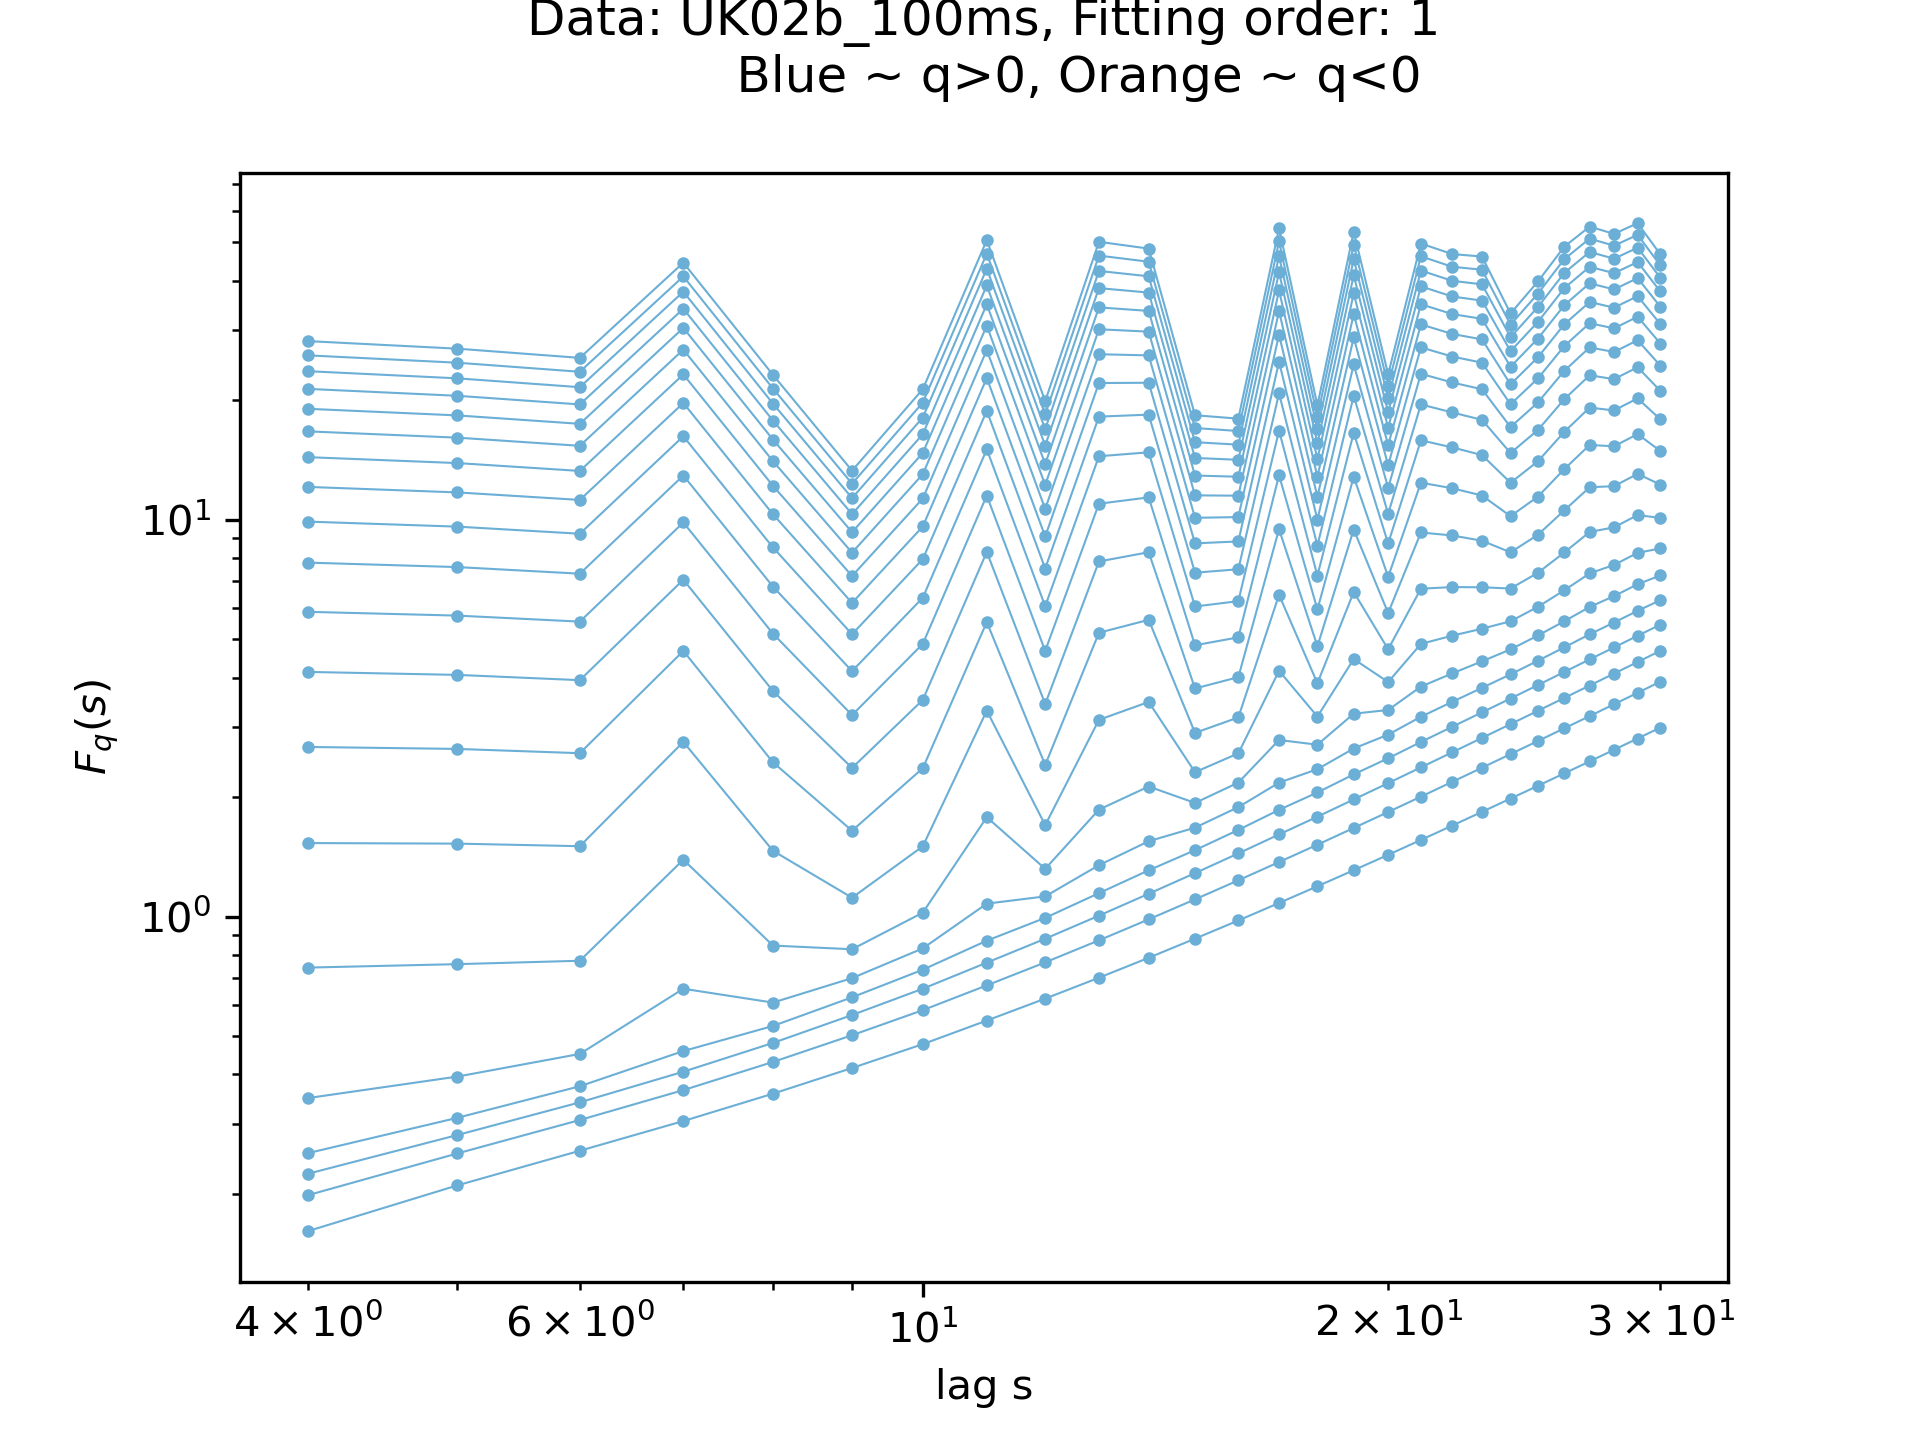 Data: UK02b_100ms, Fitting order: 1
Blue ~ q>0, Orange ~ q<0
10¹
10⁰
F_q(s)
4 × 10⁰
6 × 10⁰
10¹
2 × 10¹
3 × 10¹
lag s